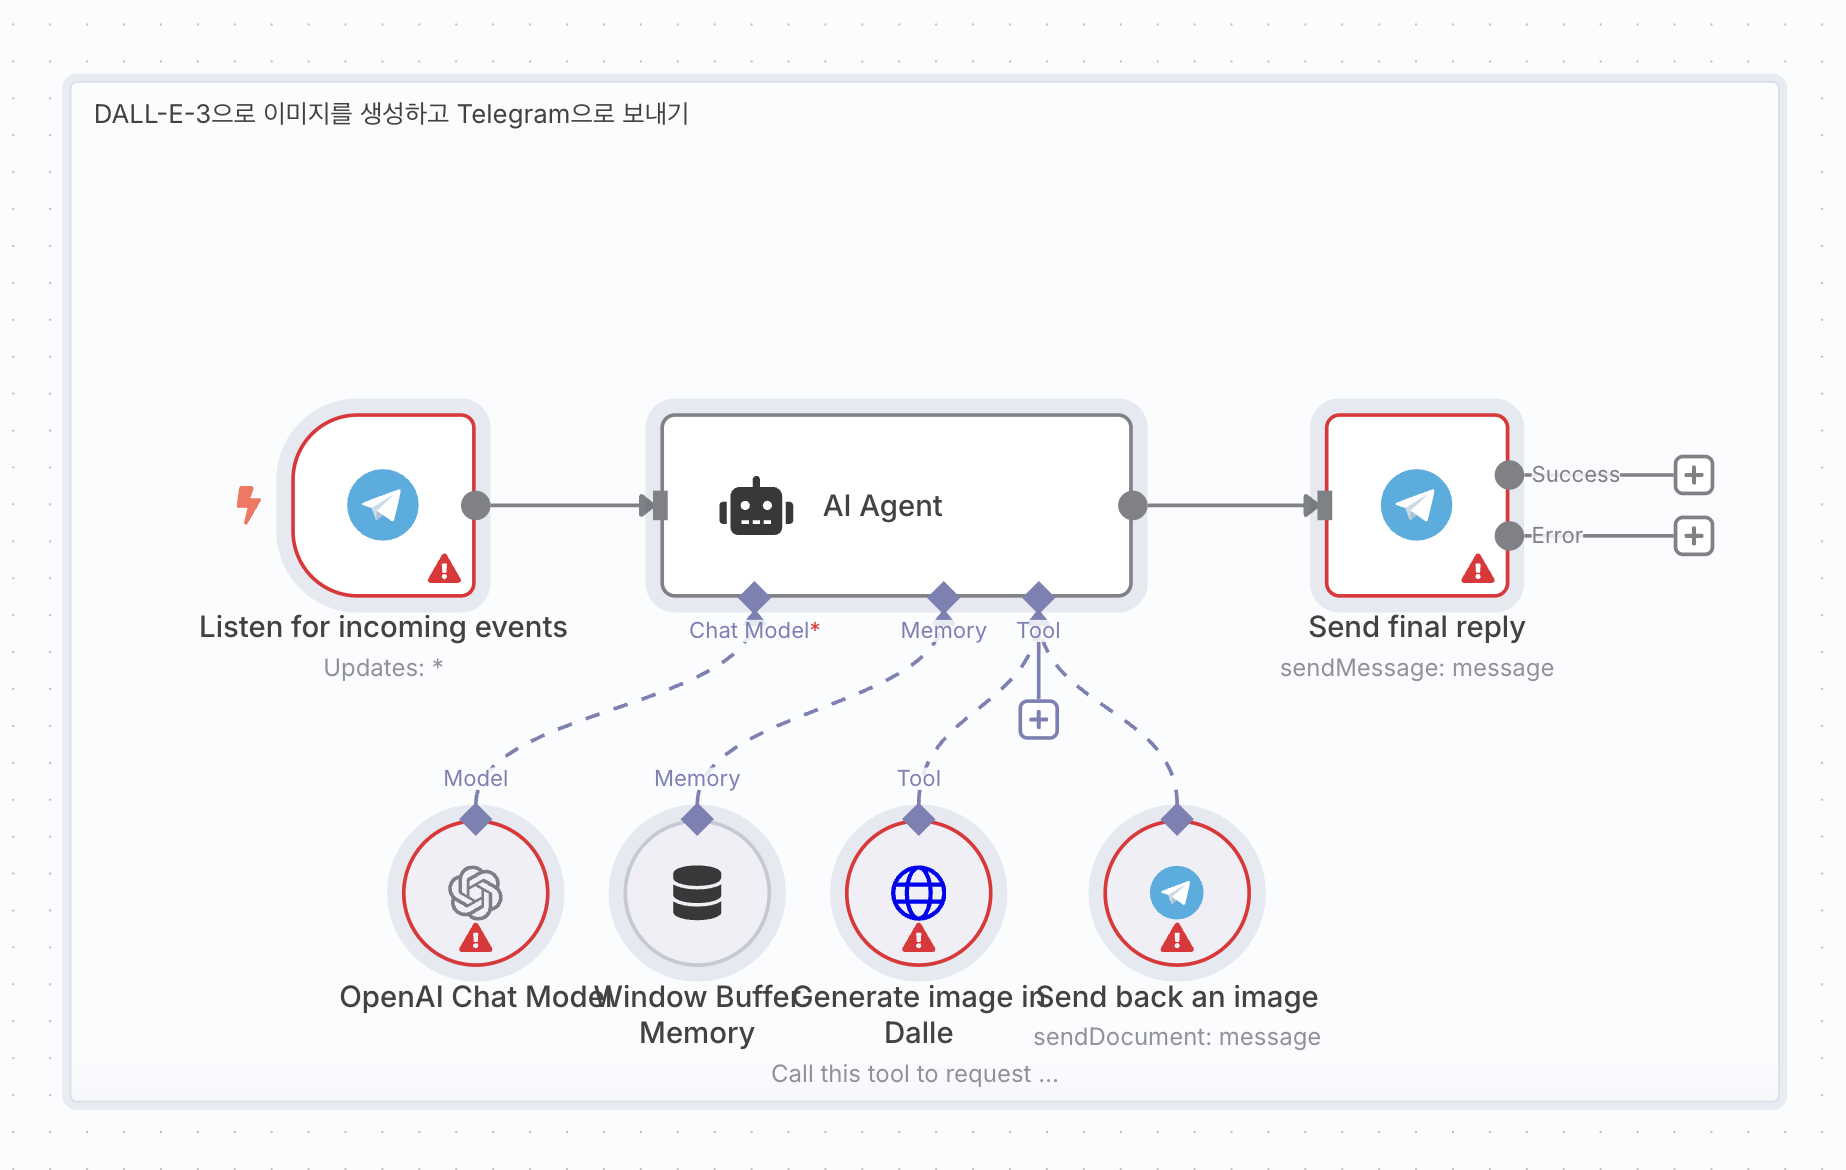 DALL-E-3으로 이미지를 생성하고 Telegram으로 보내기
AI Agent
Success
Error
Listen for incoming events
Updates: *
Chat Model*
Memory
Tool
Send final reply
sendMessage: message
Model
Memory
Tool
OpenAI Chat Model
Window Buffer
Memory
Generate image in
Dalle
Call this tool to request ...
Send back an image
sendDocument: message